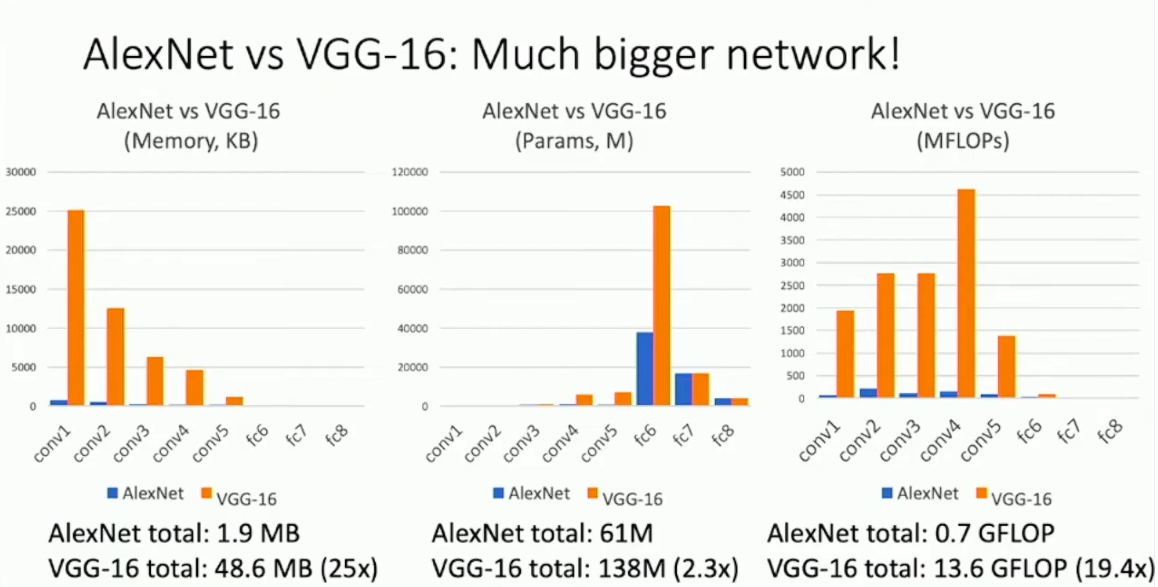 AlexNet vs VGG-16: Much bigger network!
AlexNet vs VGG-16
(Memory, KB)
30000
25000
20000
15000
10000
5000
0
conv1
conv2
conv3
conv4
conv5
fc6
fc7
fc8
AlexNet
VGG-16
AlexNet total: 1.9 MB
VGG-16 total: 48.6 MB (25x)
AlexNet vs VGG-16
(Params, M)
120000
100000
80000
60000
40000
20000
0
conv1
conv2
conv3
conv4
conv5
fc6
fc7
fc8
AlexNet
VGG-16
AlexNet total: 61M
VGG-16 total: 138M (2.3x)
AlexNet vs VGG-16
(MFLOPs)
5000
4500
4000
3500
3000
2500
2000
1500
1000
500
0
conv1
conv2
conv3
conv4
conv5
fc6
fc7
fc8
AlexNet
VGG-16
AlexNet total: 0.7 GFLOP
VGG-16 total: 13.6 GFLOP (19.4x)